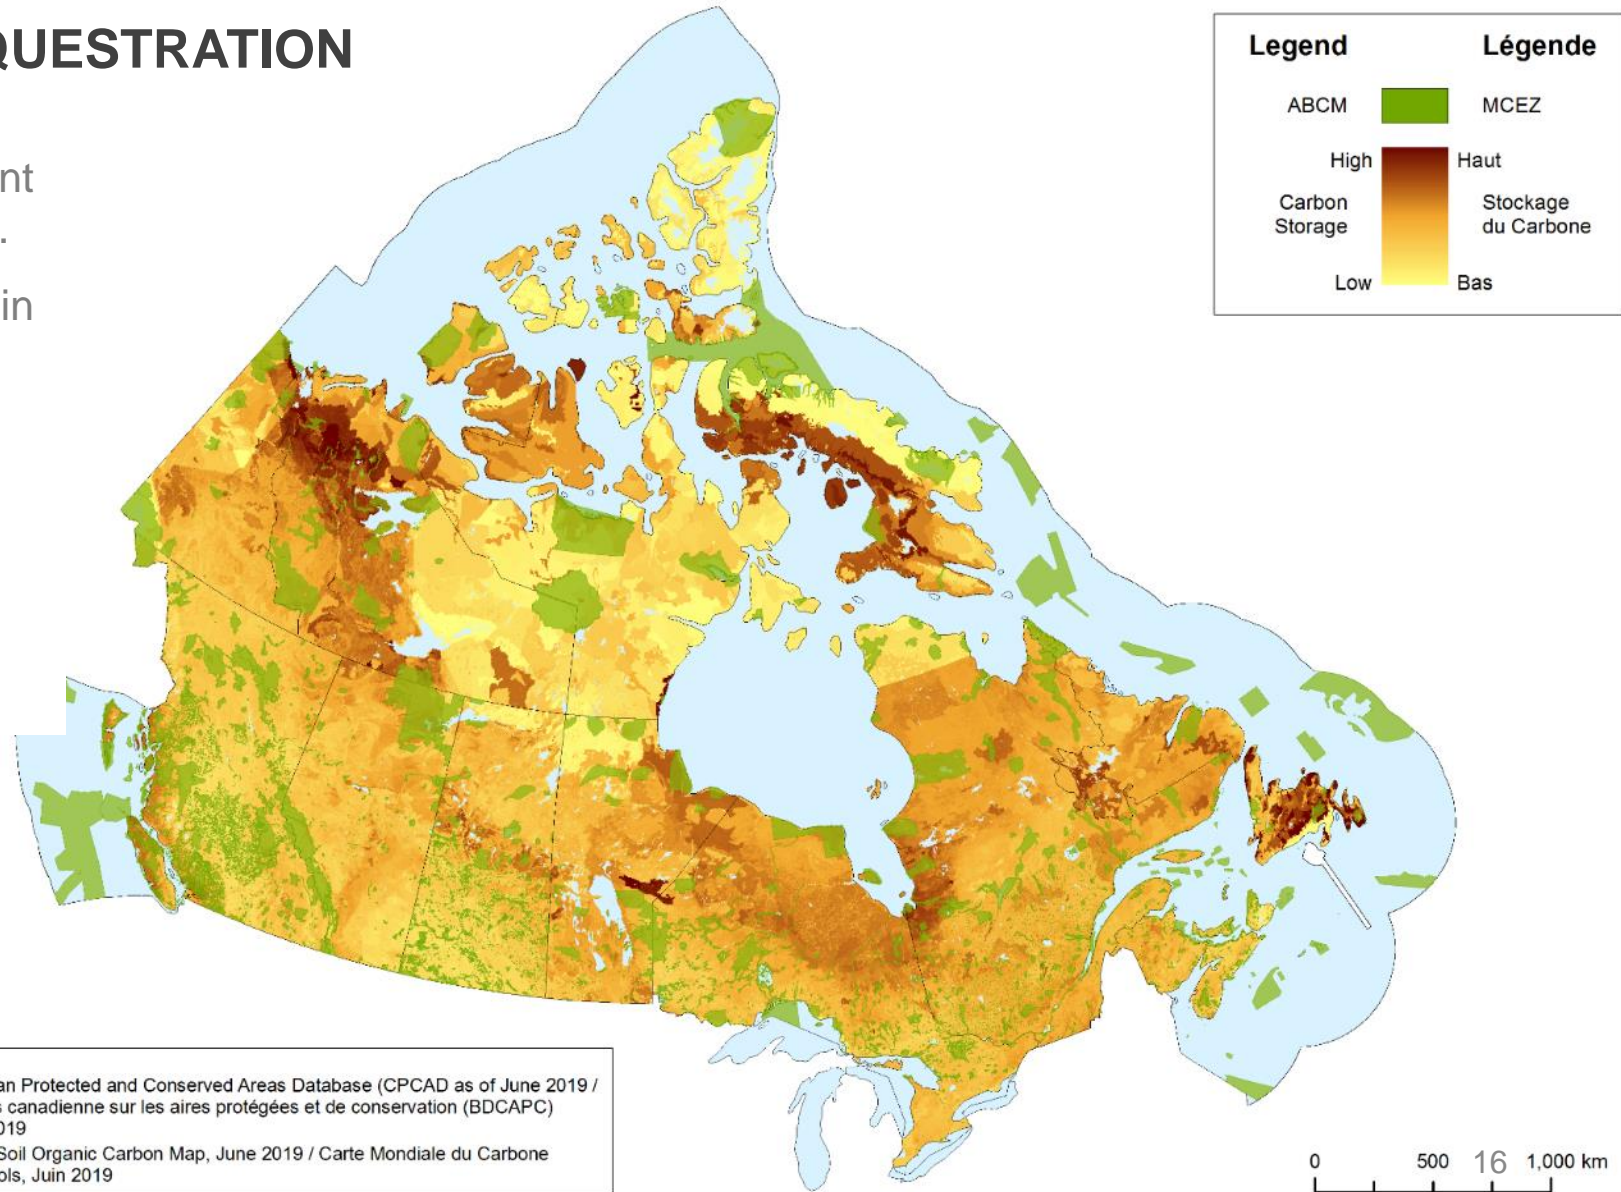 QUESTRATION
nt
.
in
Legend Légende
ABCM MCEZ
High Haut
Carbon Storage
Stockage du Carbone
Low Bas
an Protected and Conserved Areas Database (CPCAD as of June 2019 /
s canadienne sur les aires protégées et de conservation (BDCAPC)
019
Soil Organic Carbon Map, June 2019 / Carte Mondiale du Carbone
ols, Juin 2019
0 500 16 1,000 km